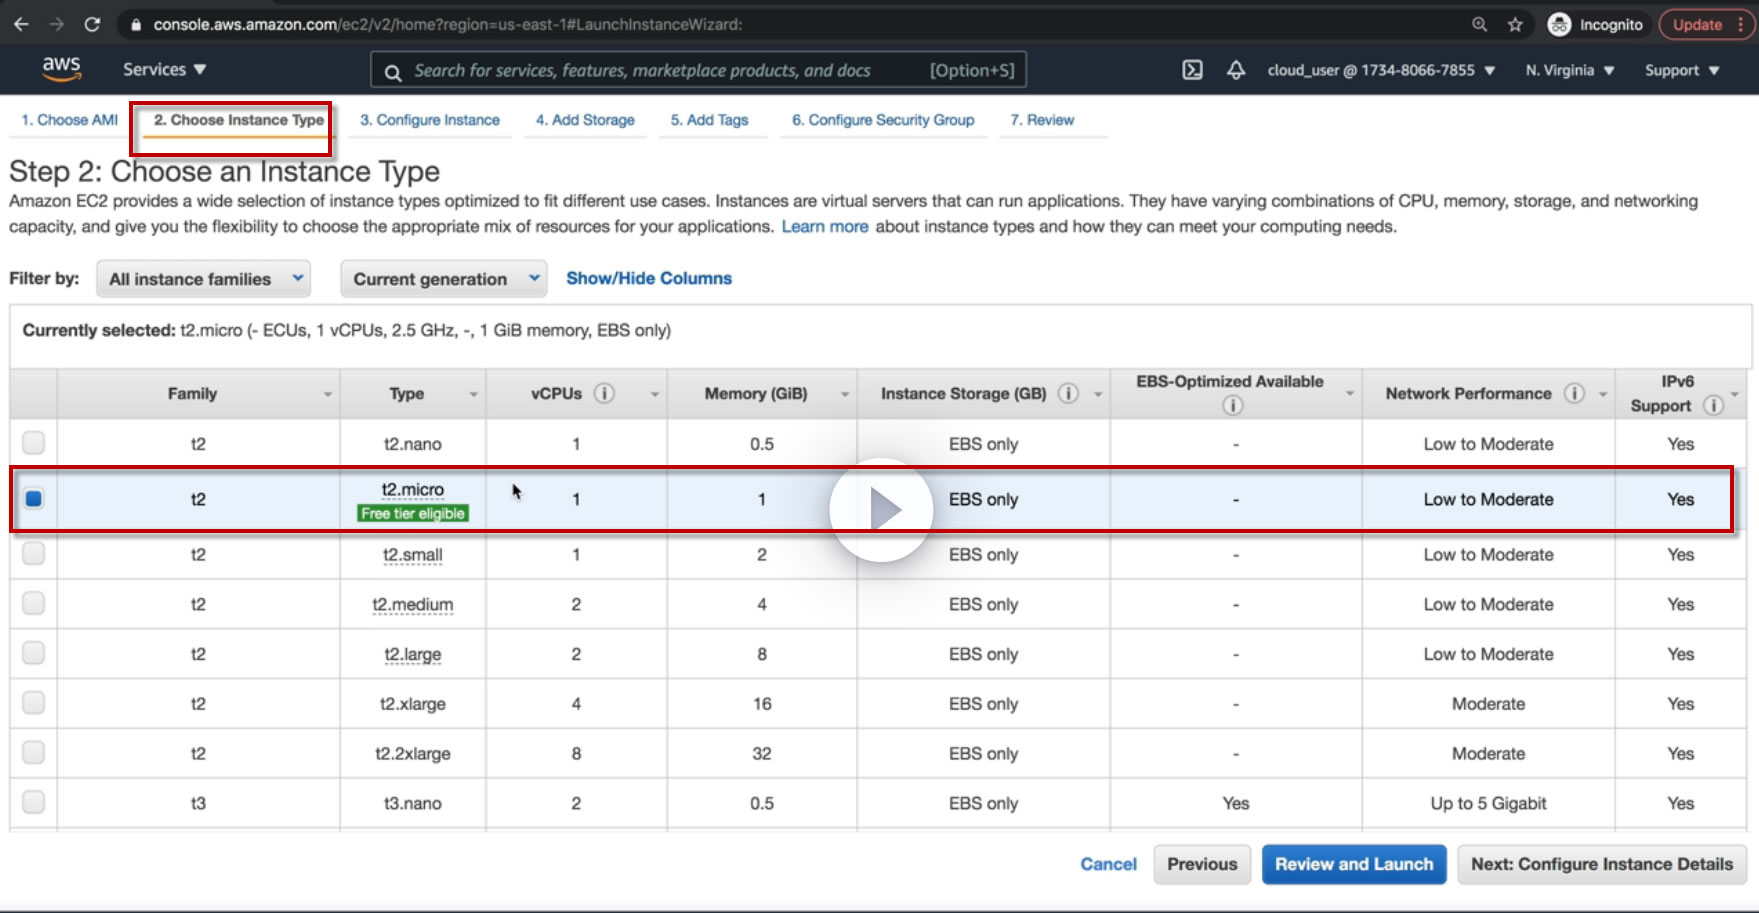 console.aws.amazon.com/ec2/v2/home?region=us-east-1#LaunchInstanceWizard:
Incognito
Update
aws
Services
Search for services, features, marketplace products, and docs
[Option+S]
cloud_user @ 1734-8066-7855
N. Virginia
Support
1. Choose AMI
2. Choose Instance Type
3. Configure Instance
4. Add Storage
5. Add Tags
6. Configure Security Group
7. Review
Step 2: Choose an Instance Type
Amazon EC2 provides a wide selection of instance types optimized to fit different use cases. Instances are virtual servers that can run applications. They have varying combinations of CPU, memory, storage, and networking
capacity, and give you the flexibility to choose the appropriate mix of resources for your applications. Learn more about instance types and how they can meet your computing needs.
Filter by: All instance families Current generation Show/Hide Columns
Currently selected: t2.micro (- ECUs, 1 vCPUs, 2.5 GHz, -, 1 GiB memory, EBS only)
Family Type vCPUs i Memory (GiB) Instance Storage (GB) i EBS-Optimized Available i Network Performance i IPv6 Support i
t2 t2.nano 1 0.5 EBS only - Low to Moderate Yes
t2 t2.micro Free tier eligible 1 1 EBS only - Low to Moderate Yes
t2 t2.small 1 2 EBS only - Low to Moderate Yes
t2 t2.medium 2 4 EBS only - Low to Moderate Yes
t2 t2.large 2 8 EBS only - Low to Moderate Yes
t2 t2.xlarge 4 16 EBS only - Moderate Yes
t2 t2.2xlarge 8 32 EBS only - Moderate Yes
t3 t3.nano 2 0.5 EBS only Yes Up to 5 Gigabit Yes
Cancel Previous Review and Launch Next: Configure Instance Details